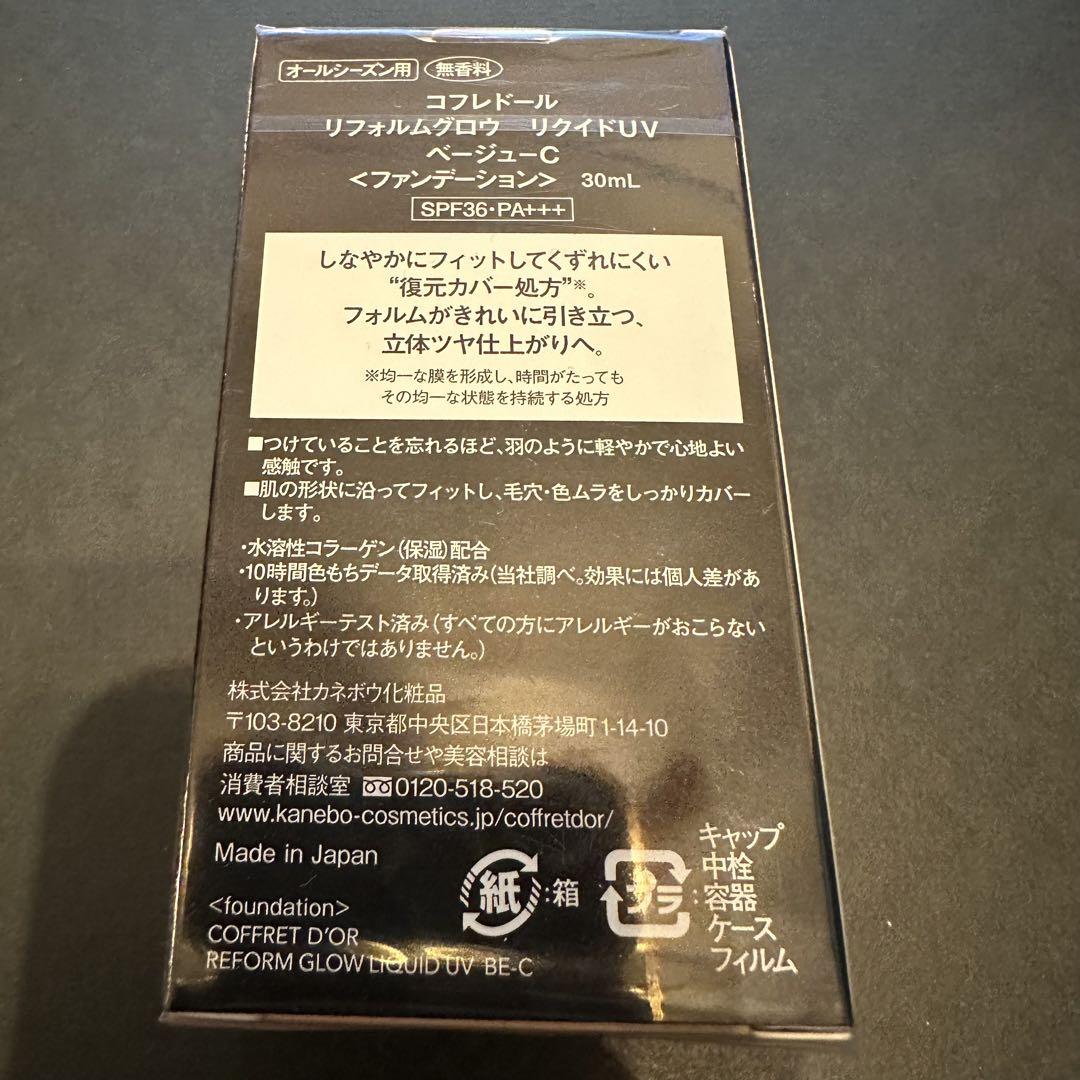 オールシーズン用 無香料
コフレドール
リフォルムグロウ リクイドUV
ベージューC
<ファンデーション> 30mL
SPF36・PA+++
しなやかにフィットしてくずれにくい
“復元カバー処方”※。
フォルムがきれいに引き立つ、
立体ツヤ仕上がりへ。
※均一な膜を形成し、時間がたっても
その均一な状態を持続する処方
■つけていることを忘れるほど、羽のように軽やかで心地よい
感触です。
■肌の形状に沿ってフィットし、毛穴・色ムラをしっかりカバー
します。
・水溶性コラーゲン(保湿)配合
・10時間色もちデータ取得済み(当社調べ。効果には個人差があ
ります。)
・アレルギーテスト済み(すべての方にアレルギーがおこらない
というわけではありません。)
株式会社カネボウ化粧品
〒103-8210 東京都中央区日本橋茅場町1-14-10
商品に関するお問合せや美容相談は
消費者相談室 0120-518-520
www.kanebo-cosmetics.jp/coffretdor/
Made in Japan
紙:箱
プラ:
キャップ
中栓
容器
ケース
フィルム
<foundation>
COFFRET D'OR
REFORM GLOW LIQUID UV BE-C